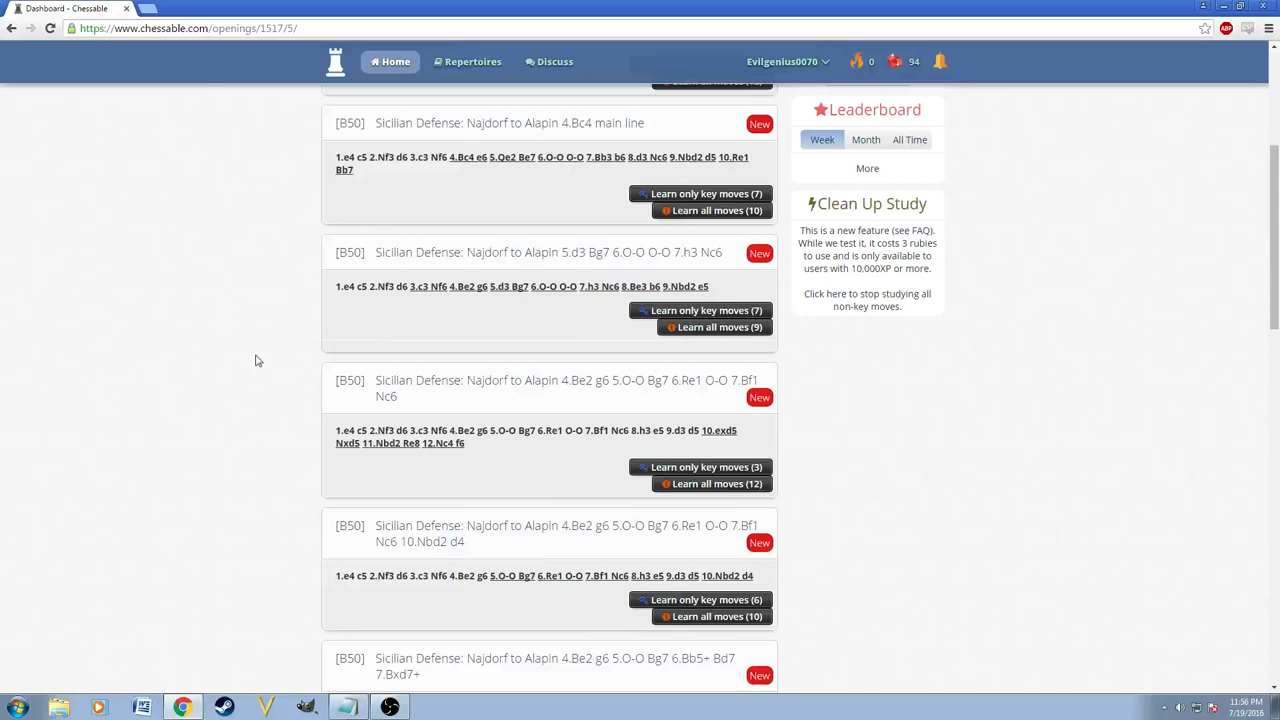 Dashboard - Chessable
https://www.chessable.com/openings/1517/5/
ABP
Home
Repertoires
Discuss
Evilgenius0070
0
94
[B50] Sicilian Defense: Najdorf to Alapin 4.Bc4 main line
New
1.e4 c5 2.Nf3 d6 3.c3 Nf6 4.Bc4 e6 5.Qe2 Be7 6.O-O O-O 7.Bb3 b6 8.d3 Nc6 9.Nbd2 d5 10.Re1
Bb7
Learn only key moves (7)
Learn all moves (10)
[B50] Sicilian Defense: Najdorf to Alapin 5.d3 Bg7 6.O-O O-O 7.h3 Nc6
New
1.e4 c5 2.Nf3 d6 3.c3 Nf6 4.Be2 g6 5.d3 Bg7 6.O-O O-O 7.h3 Nc6 8.Be3 b6 9.Nbd2 e5
Learn only key moves (7)
Learn all moves (9)
[B50] Sicilian Defense: Najdorf to Alapin 4.Be2 g6 5.O-O Bg7 6.Re1 O-O 7.Bf1
Nc6
New
1.e4 c5 2.Nf3 d6 3.c3 Nf6 4.Be2 g6 5.O-O Bg7 6.Re1 O-O 7.Bf1 Nc6 8.h3 e5 9.d3 d5 10.exd5
Nxd5 11.Nbd2 Re8 12.Nc4 f6
Learn only key moves (3)
Learn all moves (12)
[B50] Sicilian Defense: Najdorf to Alapin 4.Be2 g6 5.O-O Bg7 6.Re1 O-O 7.Bf1
Nc6 10.Nbd2 d4
New
1.e4 c5 2.Nf3 d6 3.c3 Nf6 4.Be2 g6 5.O-O Bg7 6.Re1 O-O 7.Bf1 Nc6 8.h3 e5 9.d3 d5 10.Nbd2 d4
Learn only key moves (6)
Learn all moves (10)
[B50] Sicilian Defense: Najdorf to Alapin 4.Be2 g6 5.O-O Bg7 6.Bb5+ Bd7
7.Bxd7+
New
Leaderboard
Week
Month
All Time
More
Clean Up Study
This is a new feature (see FAQ).
While we test it, it costs 3 rubies
to use and is only available to
users with 10,000XP or more.
Click here to stop studying all
non-key moves.
11:56 PM
7/19/2016